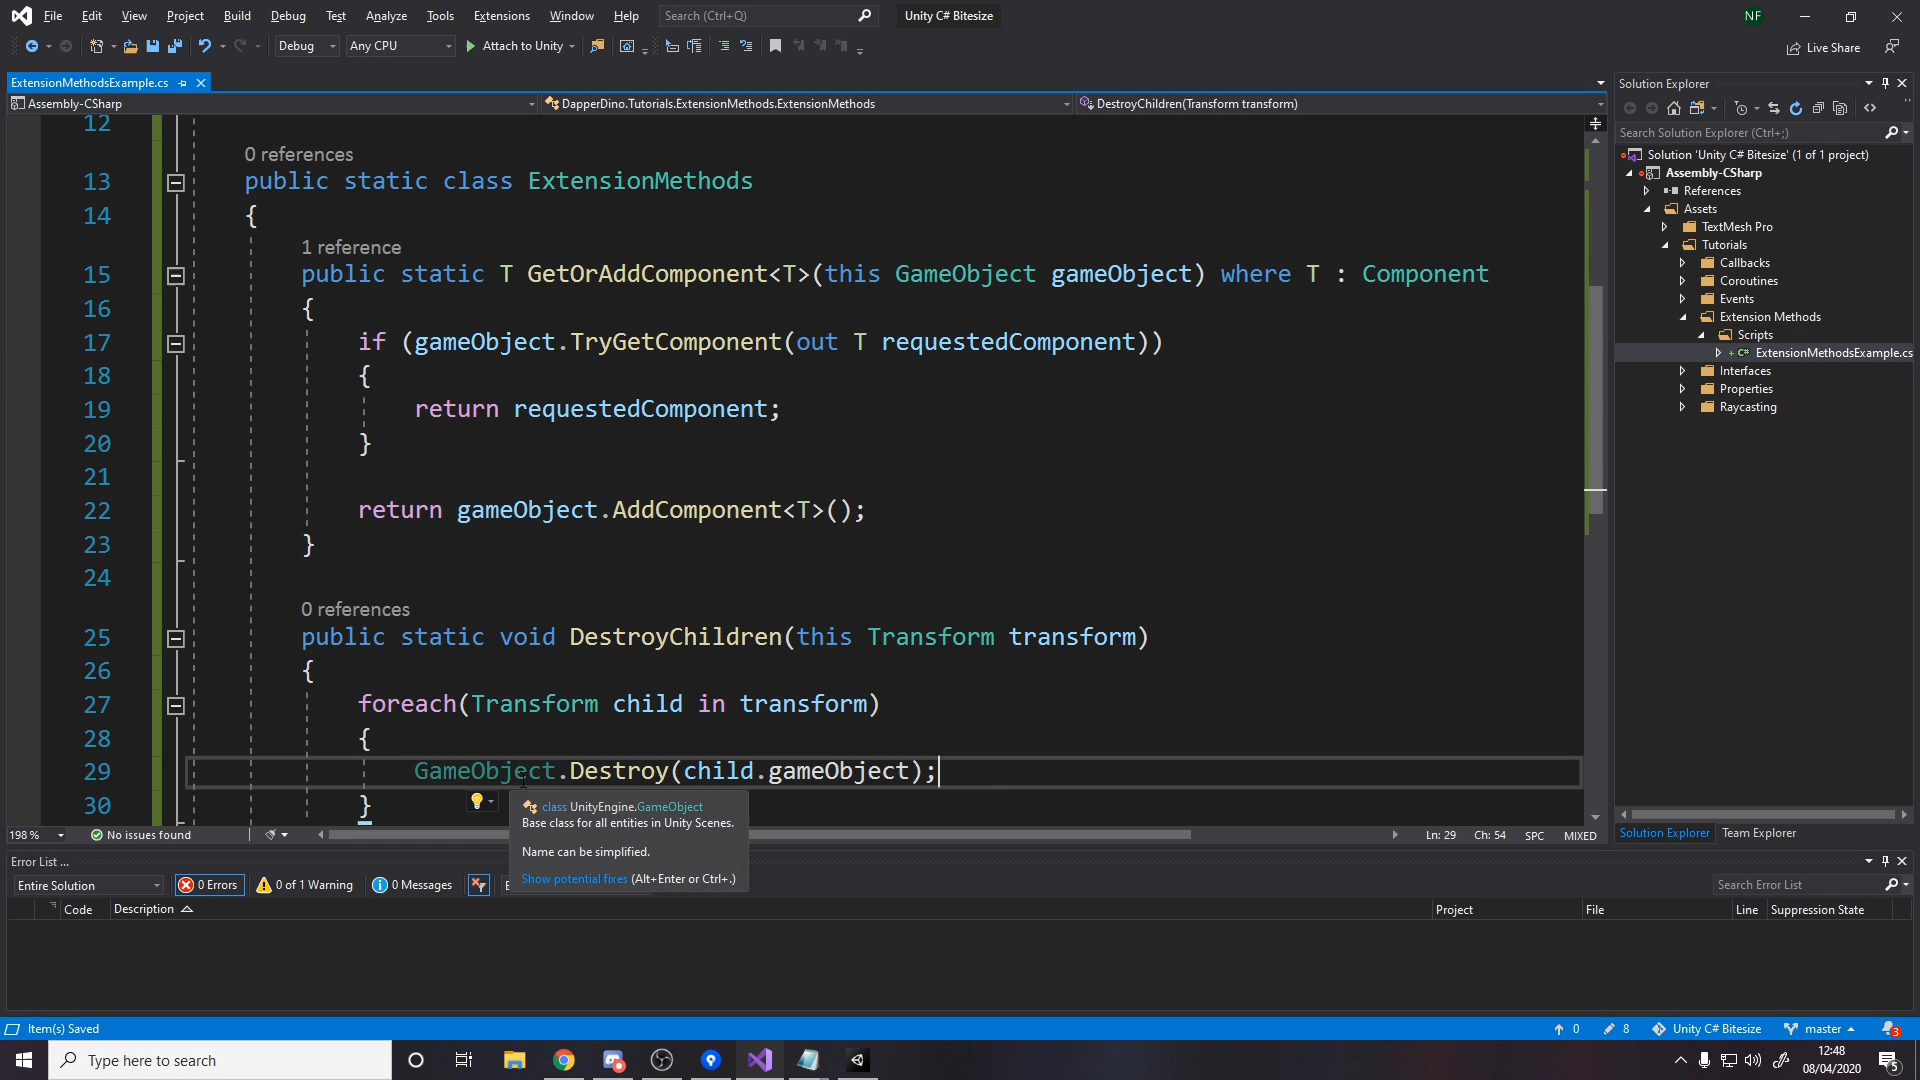 File Edit View Project Build Debug Test Analyze Tools Extensions Window Help Search (Ctrl+Q) Unity C# Bitesize NF
Debug Any CPU Attach to Unity Live Share
ExtensionMethodsExample.cs
Assembly-CSharp DapperDino.Tutorials.ExtensionMethods.ExtensionMethods DestroyChildren(Transform transform)
12
0 references
13 public static class ExtensionMethods
14 {
1 reference
15 public static T GetOrAddComponent<T>(this GameObject gameObject) where T : Component
16 {
17 if (gameObject.TryGetComponent(out T requestedComponent))
18 {
19 return requestedComponent;
20 }
21
22 return gameObject.AddComponent<T>();
23 }
24
0 references
25 public static void DestroyChildren(this Transform transform)
26 {
27 foreach(Transform child in transform)
28 {
29 GameObject.Destroy(child.gameObject);
30 }
class UnityEngine.GameObject
Base class for all entities in Unity Scenes.
Name can be simplified.
Show potential fixes (Alt+Enter or Ctrl+.)
198 % No issues found Ln: 29 Ch: 54 SPC MIXED
Solution Explorer
Search Solution Explorer (Ctrl+;)
Solution 'Unity C# Bitesize' (1 of 1 project)
Assembly-CSharp
References
Assets
TextMesh Pro
Tutorials
Callbacks
Coroutines
Events
Extension Methods
Scripts
C# ExtensionMethodsExample.cs
Interfaces
Properties
Raycasting
Solution Explorer Team Explorer
Error List ...
Entire Solution 0 Errors 0 of 1 Warning 0 Messages Search Error List
Code Description Project File Line Suppression State
Item(s) Saved 0 8 Unity C# Bitesize master 3
Type here to search 12:48
08/04/2020 5